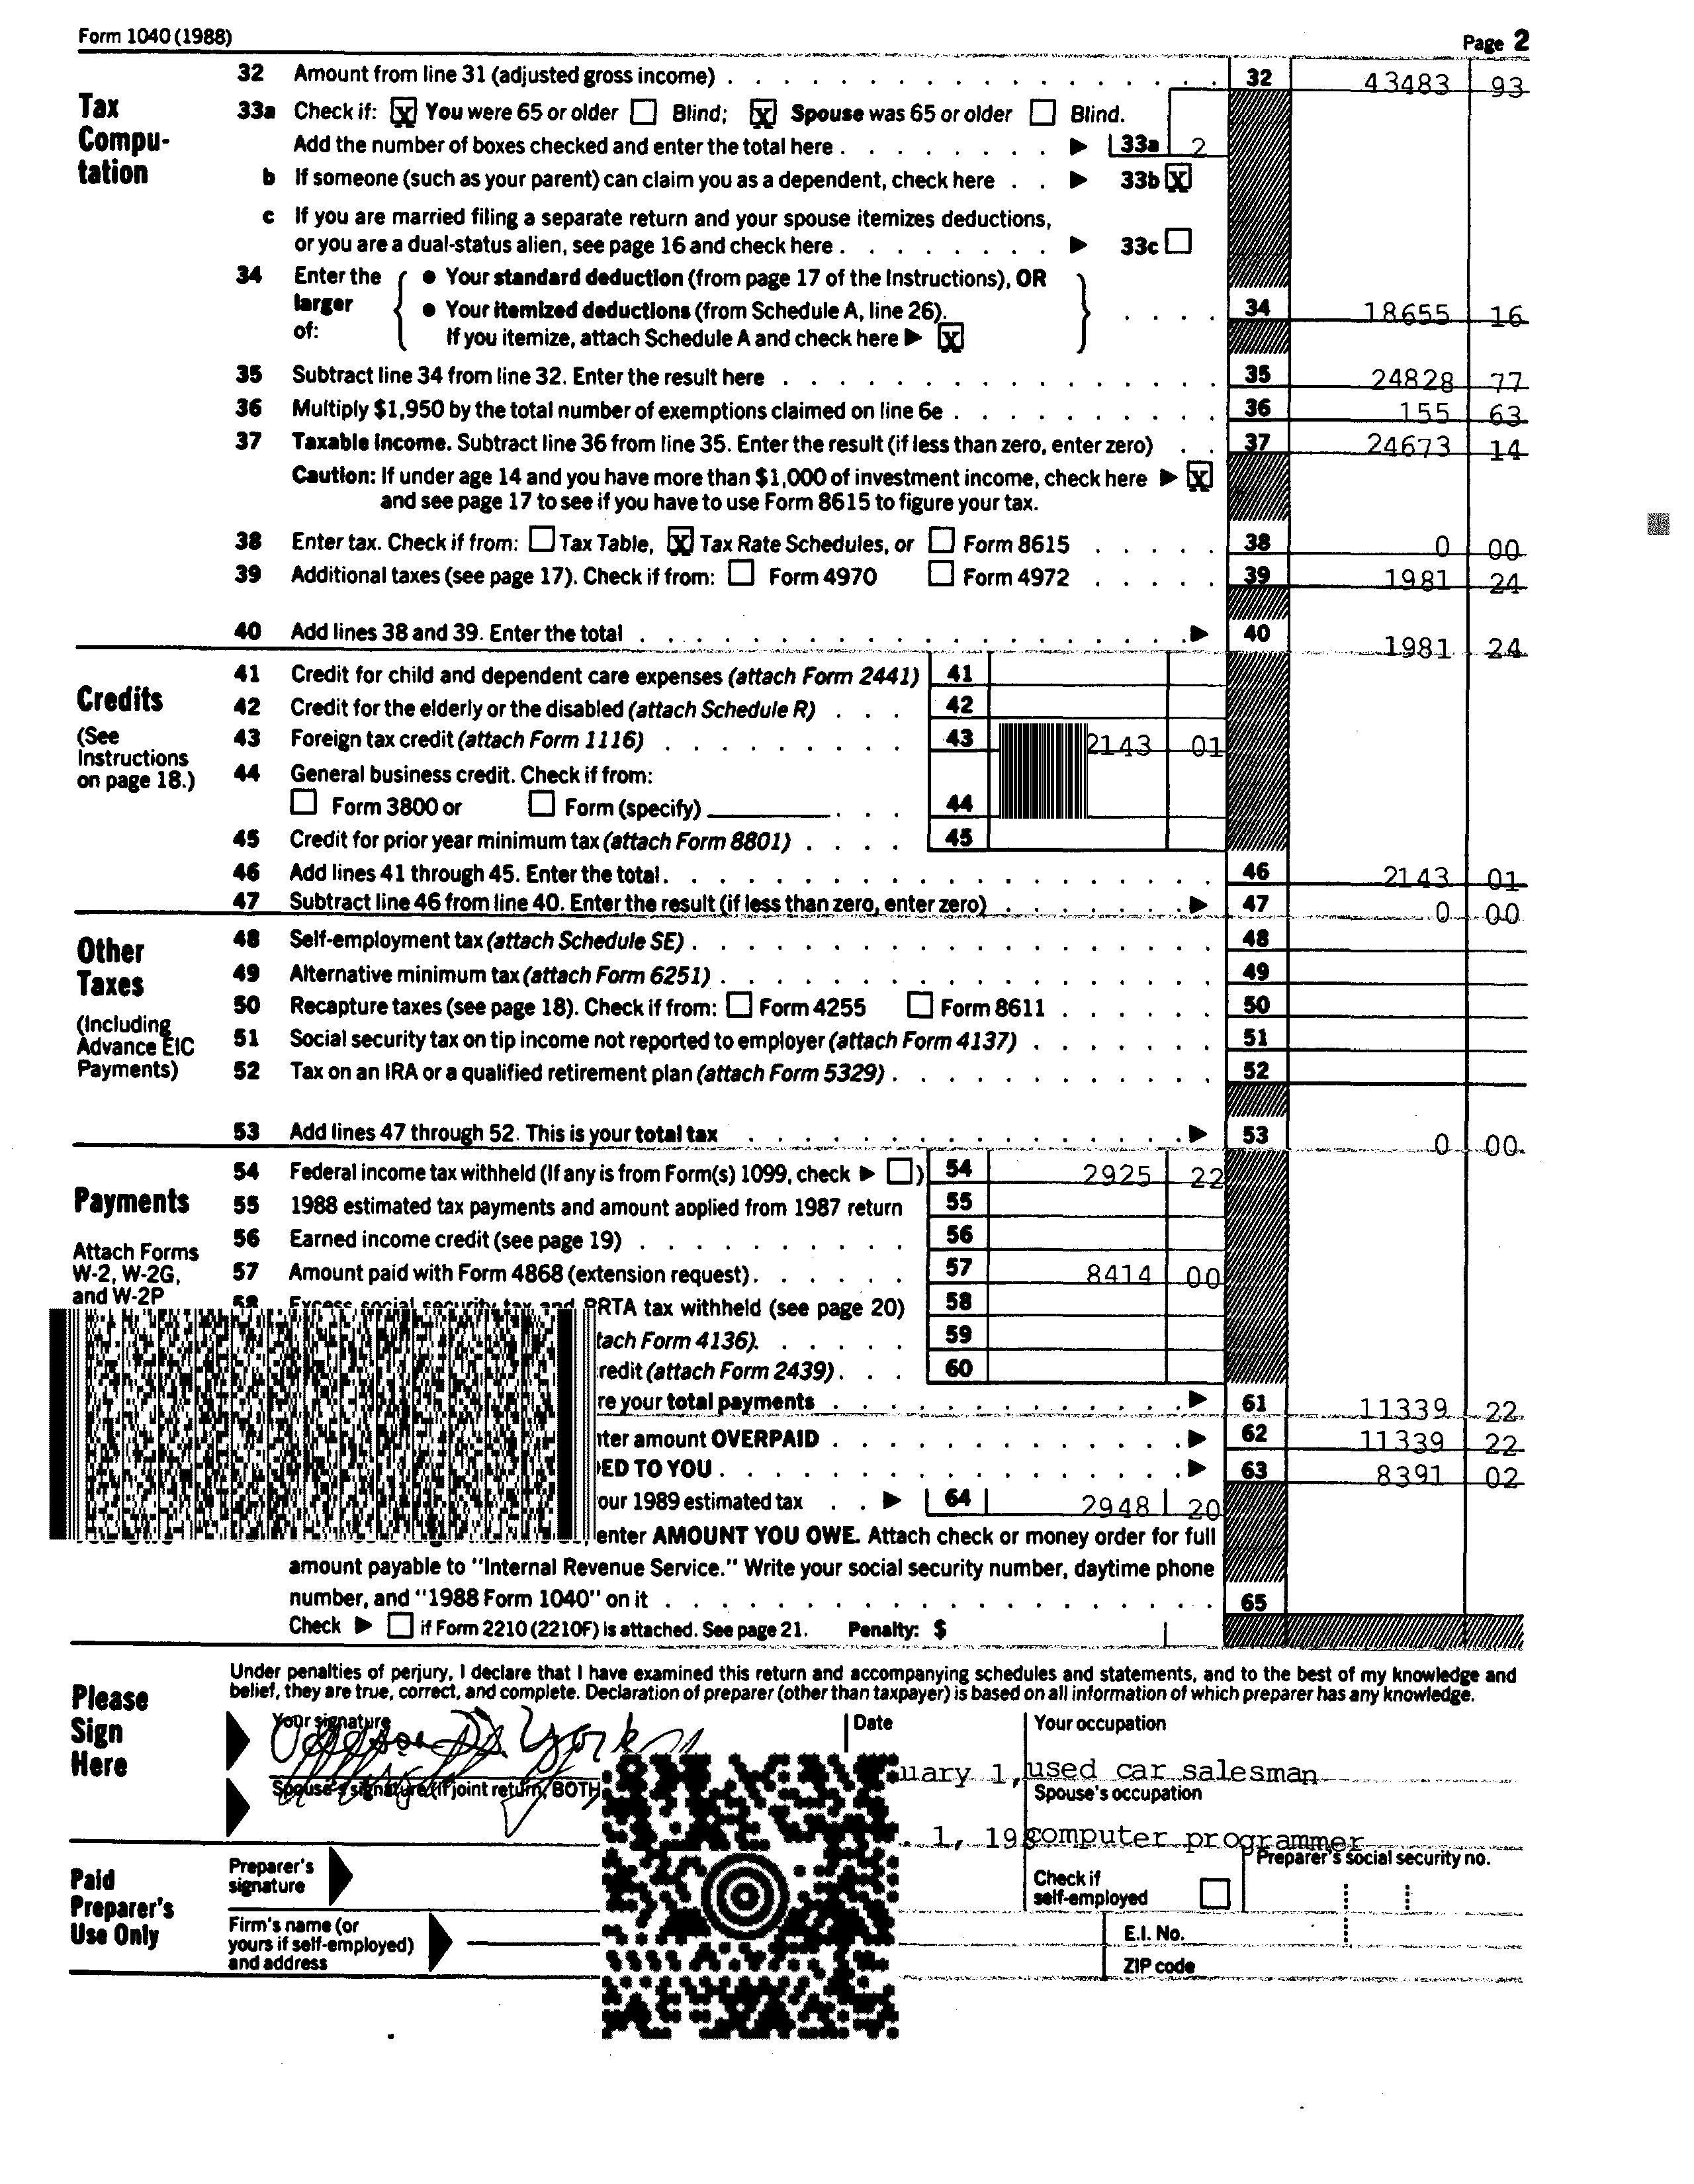 Form 1040 (1988) Page 2
Tax Computation
32 Amount from line 31 (adjusted gross income) 32 43483 93
33a Check if: X You were 65 or older Blind; X Spouse was 65 or older Blind.
Add the number of boxes checked and enter the total here 33a 2
b If someone (such as your parent) can claim you as a dependent, check here 33b X
c If you are married filing a separate return and your spouse itemizes deductions,
or you are a dual-status alien, see page 16 and check here 33c
34 Enter the larger of: • Your standard deduction (from page 17 of the Instructions), OR
• Your itemized deductions (from Schedule A, line 26). 34 18655 16
If you itemize, attach Schedule A and check here X
35 Subtract line 34 from line 32. Enter the result here 35 24828 77
36 Multiply $1,950 by the total number of exemptions claimed on line 6e 36 155 63
37 Taxable income. Subtract line 36 from line 35. Enter the result (if less than zero, enter zero) 37 24673 14
Caution: If under age 14 and you have more than $1,000 of investment income, check here X
and see page 17 to see if you have to use Form 8615 to figure your tax.
38 Enter tax. Check if from: Tax Table, X Tax Rate Schedules, or Form 8615 38 0 00
39 Additional taxes (see page 17). Check if from: Form 4970 Form 4972 39 1981 24
40 Add lines 38 and 39. Enter the total 40 1981 24
Credits
(See Instructions on page 18.)
41 Credit for child and dependent care expenses (attach Form 2441) 41
42 Credit for the elderly or the disabled (attach Schedule R) 42
43 Foreign tax credit (attach Form 1116) 43 2143 01
44 General business credit. Check if from:
Form 3800 or Form (specify) 44
45 Credit for prior year minimum tax (attach Form 8801) 45
46 Add lines 41 through 45. Enter the total 46 2143 01
47 Subtract line 46 from line 40. Enter the result (if less than zero, enter zero) 47 0 00
Other Taxes
(Including Advance EIC Payments)
48 Self-employment tax (attach Schedule SE) 48
49 Alternative minimum tax (attach Form 6251) 49
50 Recapture taxes (see page 18). Check if from: Form 4255 Form 8611 50
51 Social security tax on tip income not reported to employer (attach Form 4137) 51
52 Tax on an IRA or a qualified retirement plan (attach Form 5329) 52
53 Add lines 47 through 52. This is your total tax 53 0 00
Payments
Attach Forms W-2, W-2G, and W-2P
54 Federal income tax withheld (If any is from Form(s) 1099, check ) 54 2925 22
55 1988 estimated tax payments and amount applied from 1987 return 55
56 Earned income credit (see page 19) 56
57 Amount paid with Form 4868 (extension request) 57 8414 00
58 Excess social security tax and RRTA tax withheld (see page 20) 58
tach Form 4136) 59
redit (attach Form 2439) 60
re your total payments 61 11339 22
nter amount OVERPAID 62 11339 22
ED TO YOU 63 8391 02
our 1989 estimated tax 64 2948 20
enter AMOUNT YOU OWE. Attach check or money order for full
amount payable to "Internal Revenue Service." Write your social security number, daytime phone
number, and "1988 Form 1040" on it 65
Check if Form 2210 (2210F) is attached. See page 21. Penalty: $
Please Sign Here
Under penalties of perjury, I declare that I have examined this return and accompanying schedules and statements, and to the best of my knowledge and
belief, they are true, correct, and complete. Declaration of preparer (other than taxpayer) is based on all information of which preparer has any knowledge.
Your signature Date Your occupation
uary 1, used car salesman
Spouse's signature (if joint return, BOTH Spouse's occupation
1, 19 computer programmer
Paid Preparer's Use Only
Preparer's signature Check if self-employed Preparer's social security no.
Firm's name (or yours if self-employed) and address E.I. No.
ZIP code